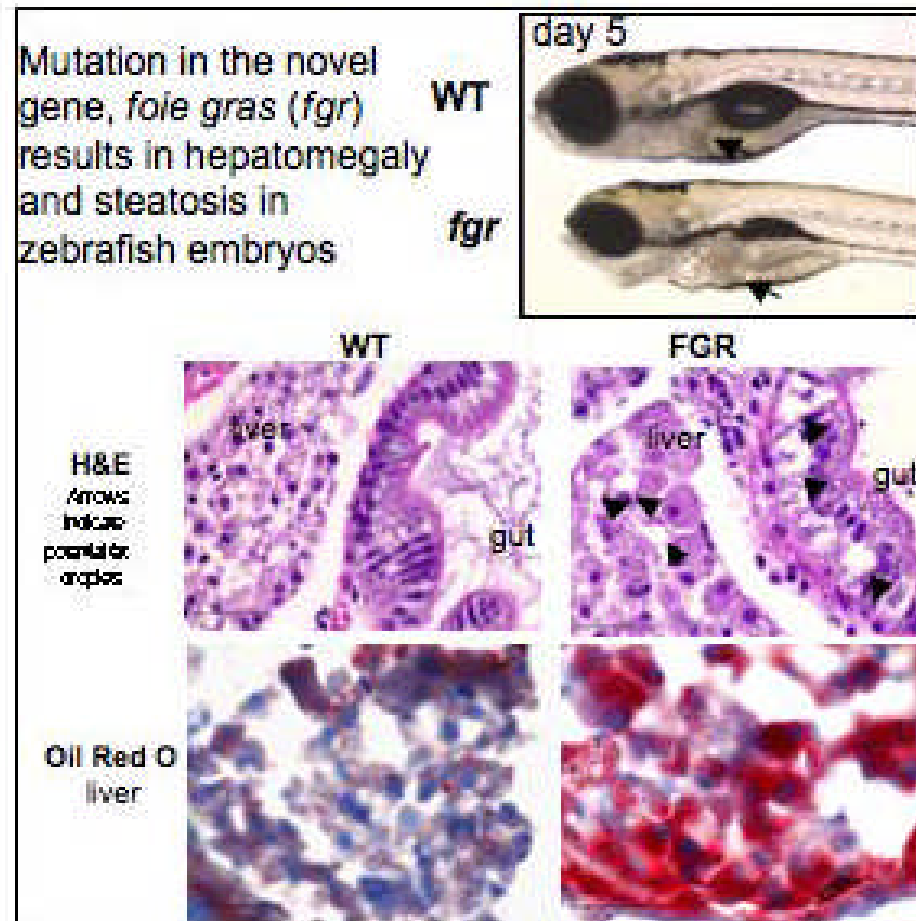 Mutation in the novel
gene, foie gras (fgr)
results in hepatomegaly
and steatosis in
zebrafish embryos
day 5
WT
fgr
WT
FGR
H&E
Arrows
indicate
liver
gut
liver
gut
Oil Red O
liver